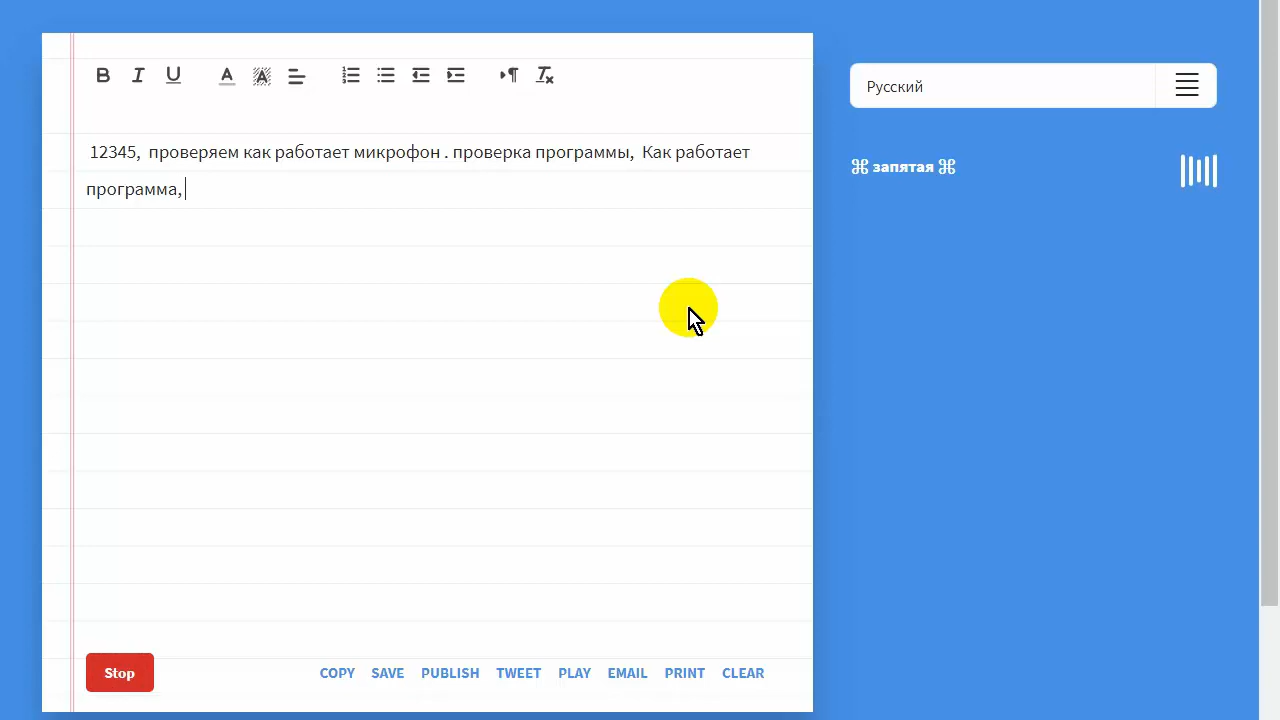 Русский
12345,  проверяем как работает микрофон . проверка программы,  Как работает
программа,
⌘ запятая ⌘
Stop
COPY SAVE PUBLISH TWEET PLAY EMAIL PRINT CLEAR